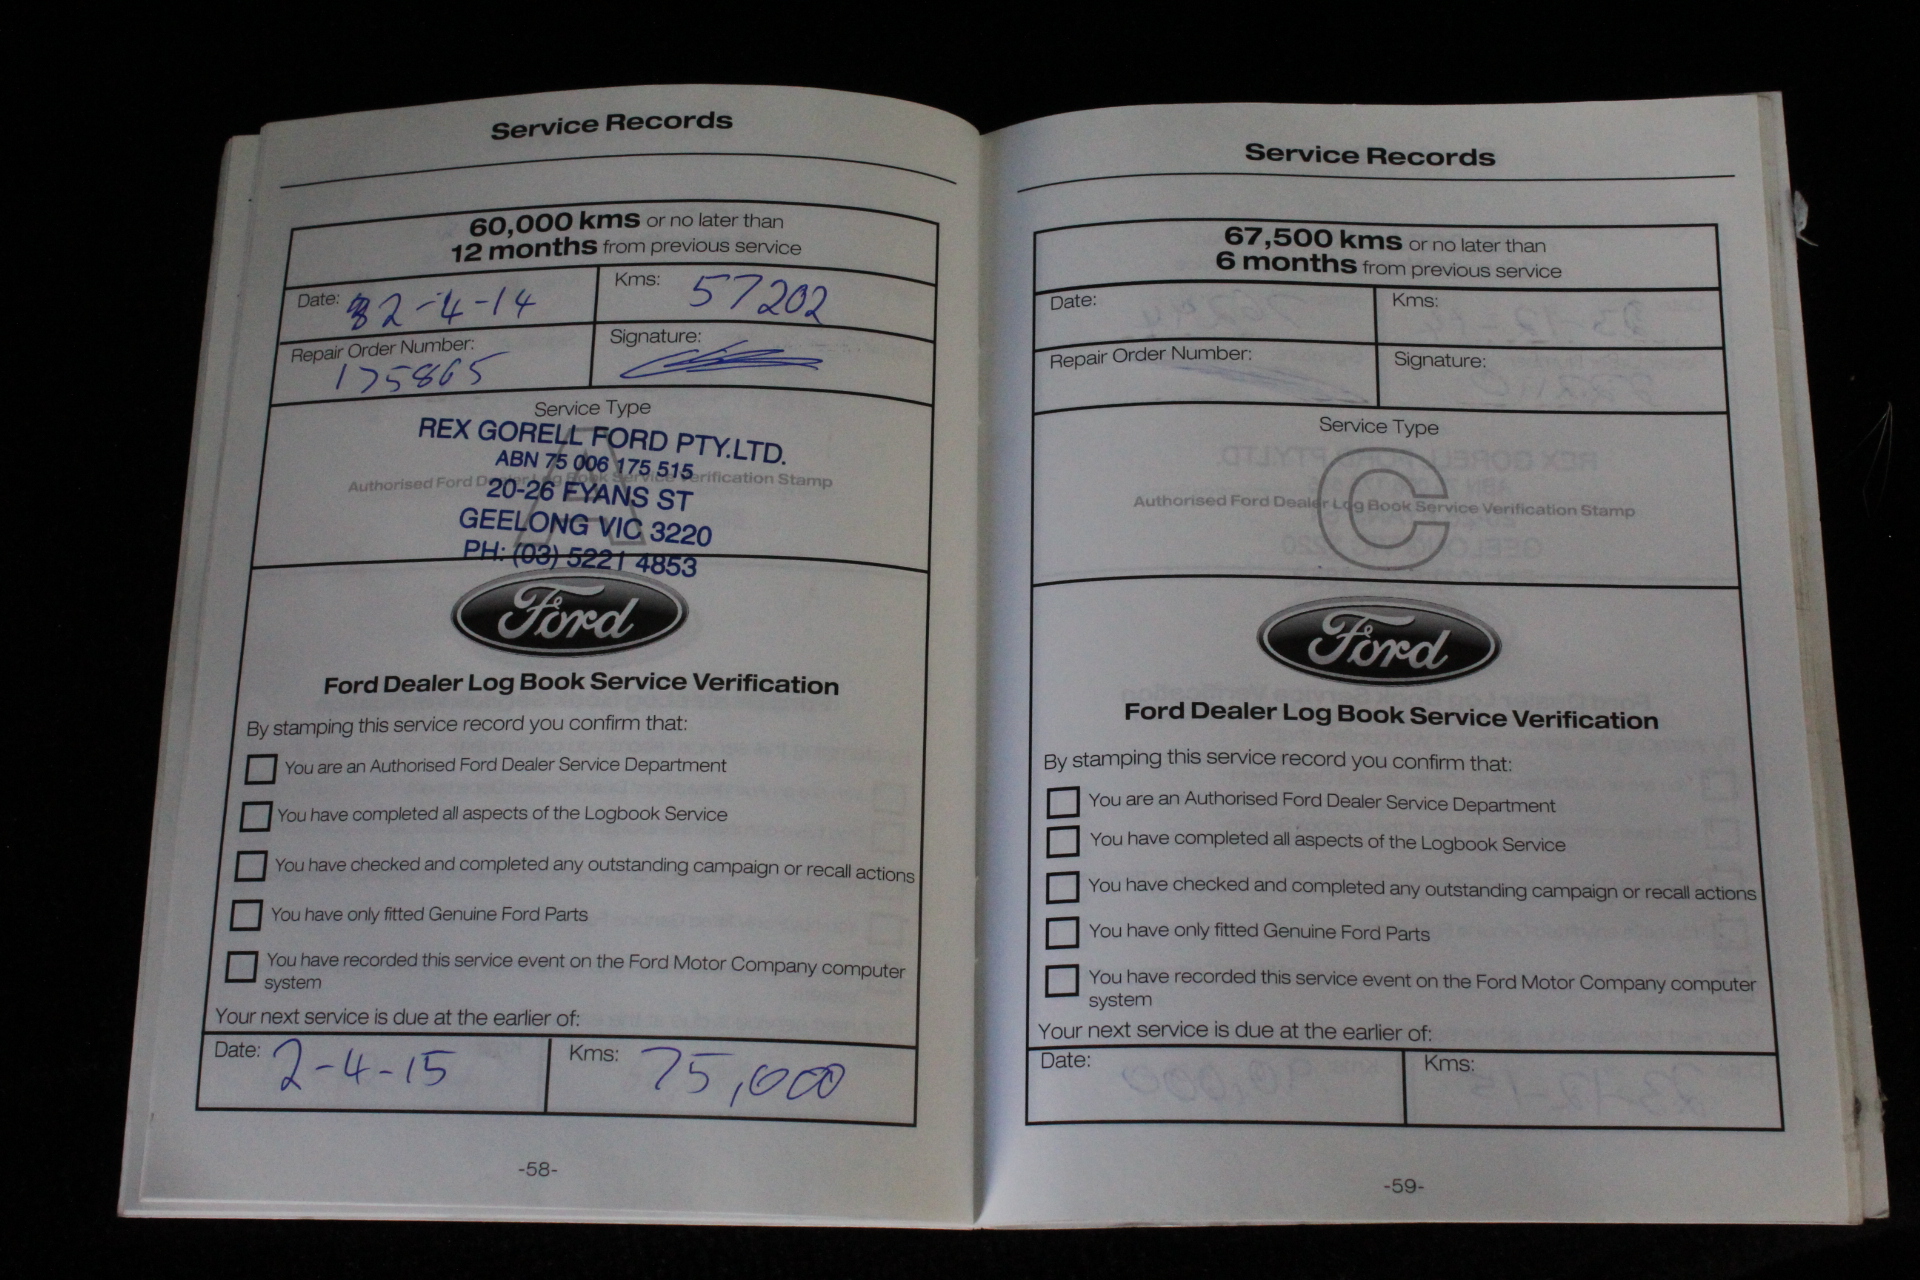 Service Records
60,000 kms or no later than
12 months from previous service
Date: 2-4-14
Kms: 57202
Repair Order Number: 175865
Signature:
Service Type
A
REX GORELL FORD PTY.LTD.
ABN 75 006 175 515
Authorised Ford Dealer Log Book Service Verification Stamp
20-26 FYANS ST
GEELONG VIC 3220
PH: (03) 5221 4853
Ford
Ford Dealer Log Book Service Verification
By stamping this service record you confirm that:
You are an Authorised Ford Dealer Service Department
You have completed all aspects of the Logbook Service
You have checked and completed any outstanding campaign or recall actions
You have only fitted Genuine Ford Parts
You have recorded this service event on the Ford Motor Company computer
system
Your next service is due at the earlier of:
Date: 2-4-15
Kms: 75,000
-58-
Service Records
67,500 kms or no later than
6 months from previous service
Date:
Kms:
Repair Order Number:
Signature:
Service Type
C
Authorised Ford Dealer Log Book Service Verification Stamp
Ford
Ford Dealer Log Book Service Verification
By stamping this service record you confirm that:
You are an Authorised Ford Dealer Service Department
You have completed all aspects of the Logbook Service
You have checked and completed any outstanding campaign or recall actions
You have only fitted Genuine Ford Parts
You have recorded this service event on the Ford Motor Company computer
system
Your next service is due at the earlier of:
Date:
Kms:
-59-